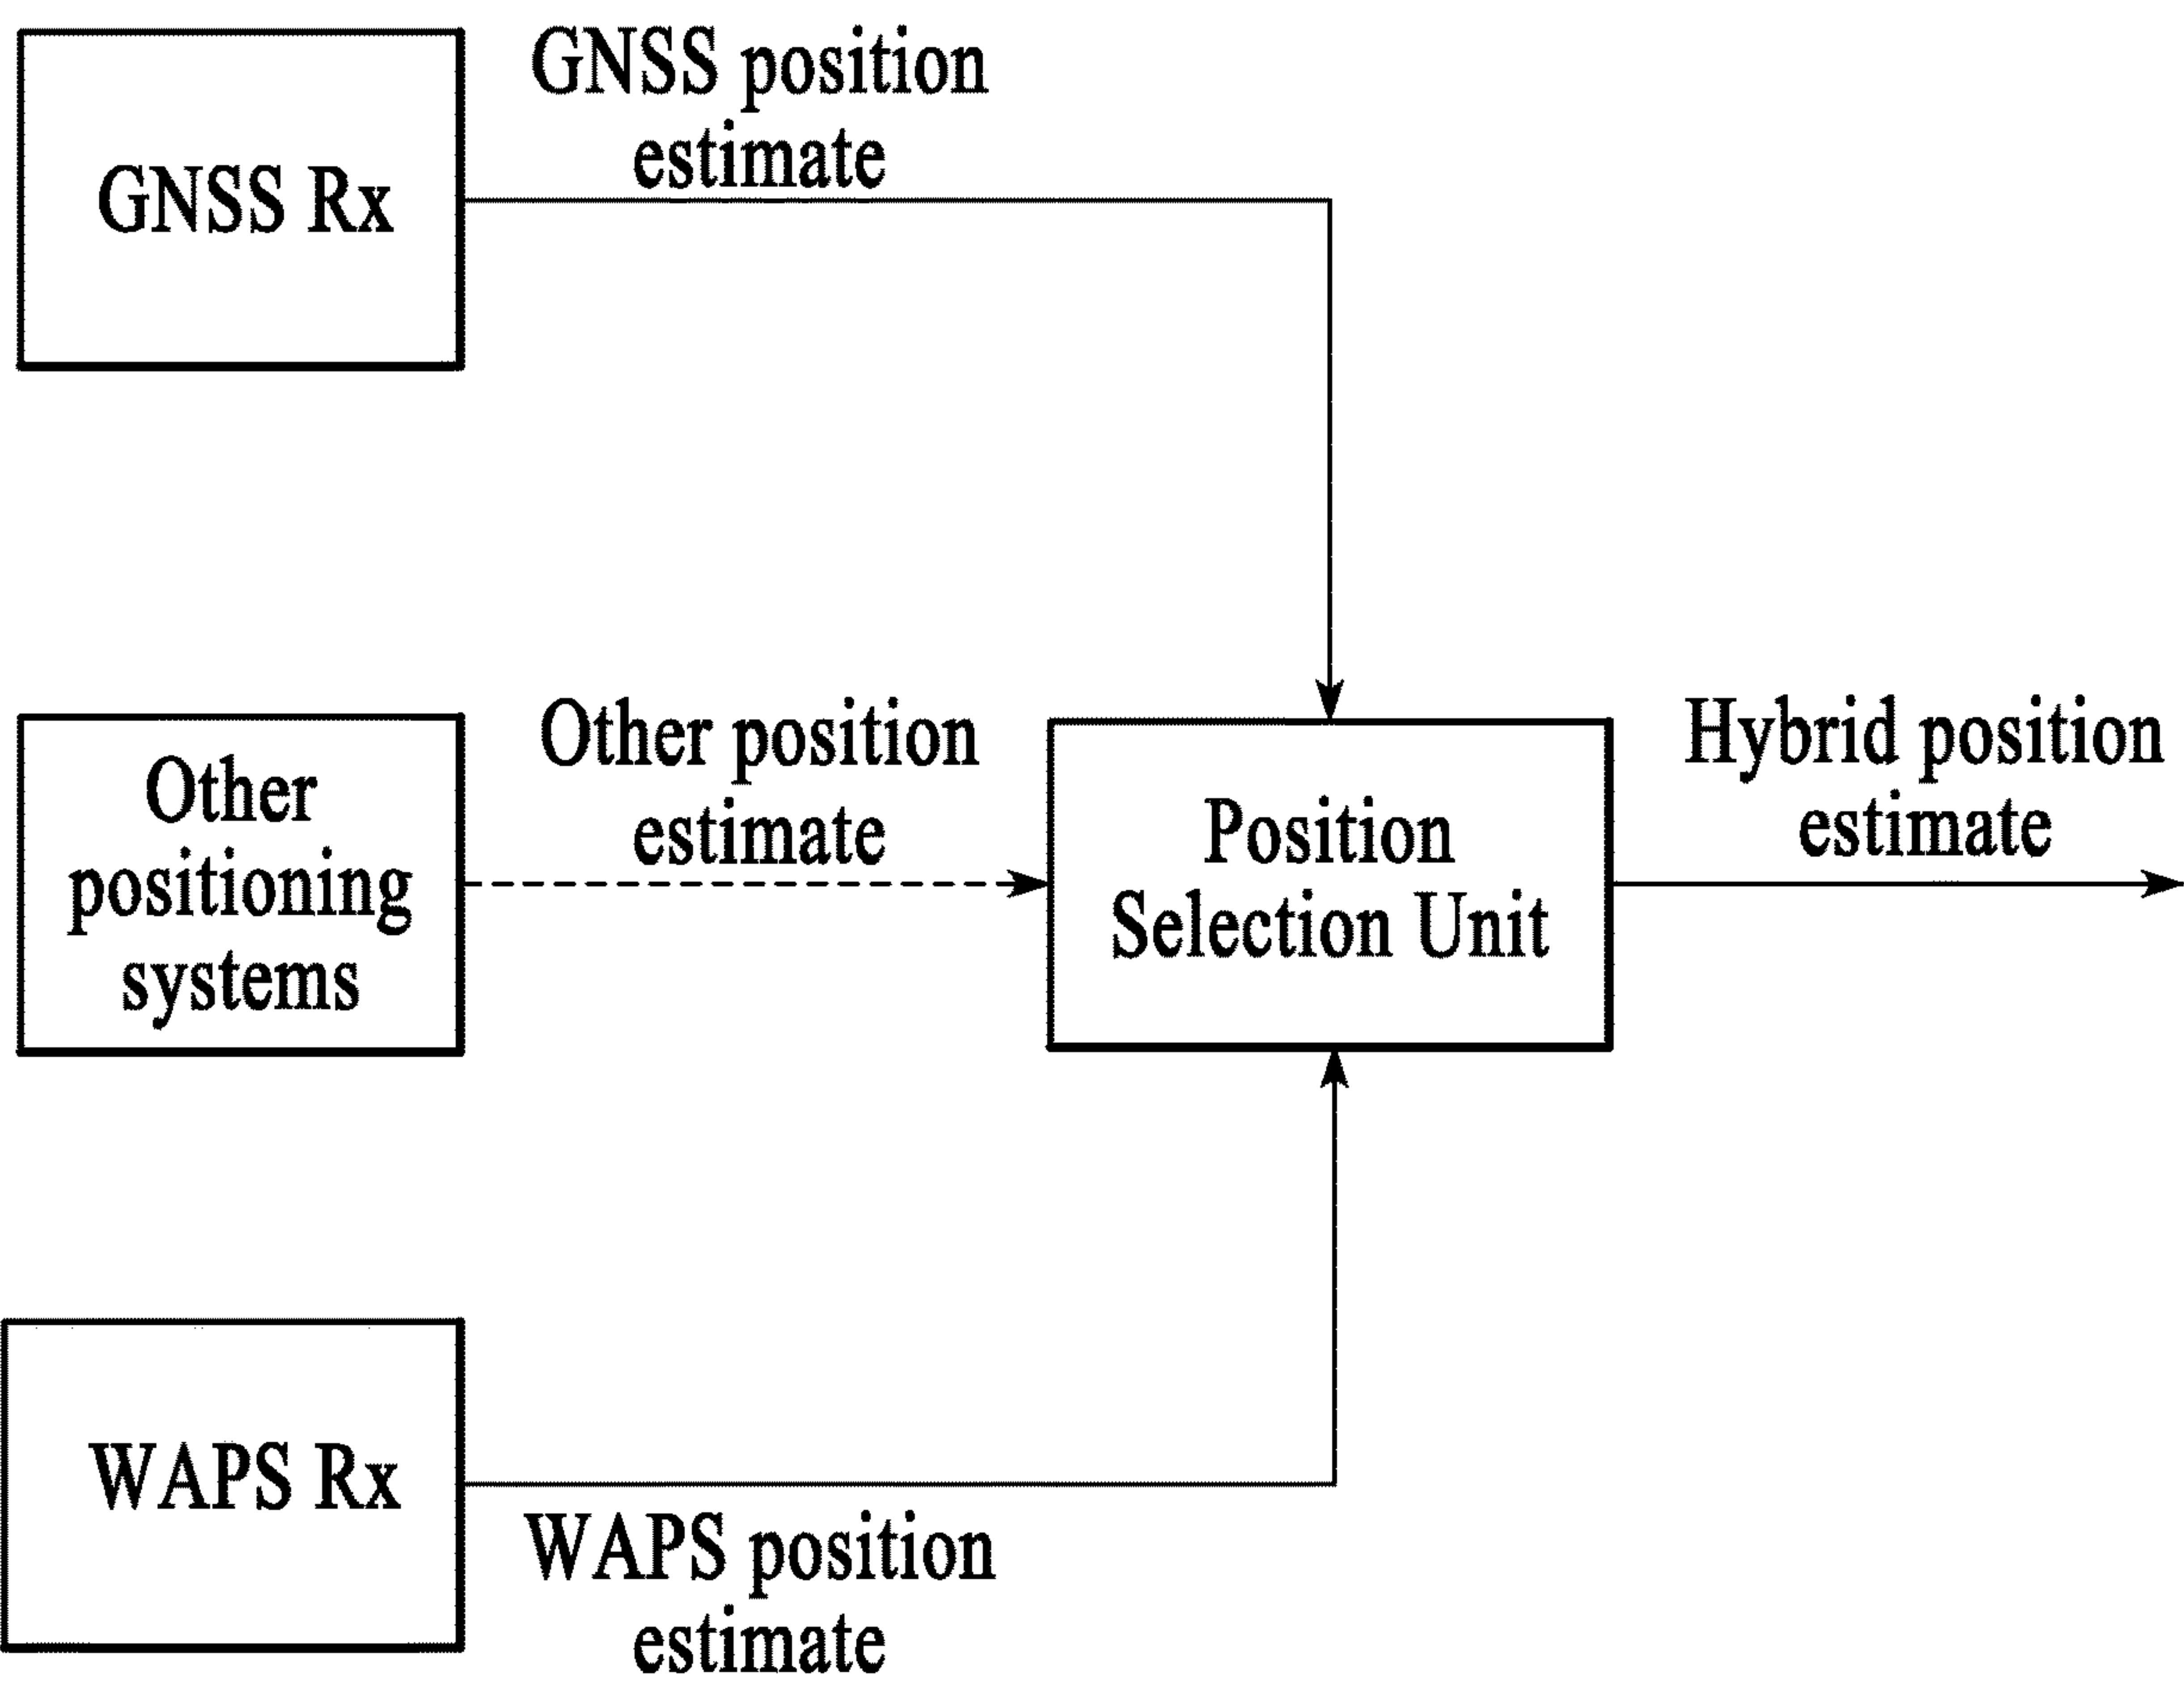 GNSS Rx
GNSS position
estimate
Other
positioning
systems
Other position
estimate
Position
Selection Unit
Hybrid position
estimate
WAPS Rx
WAPS position
estimate